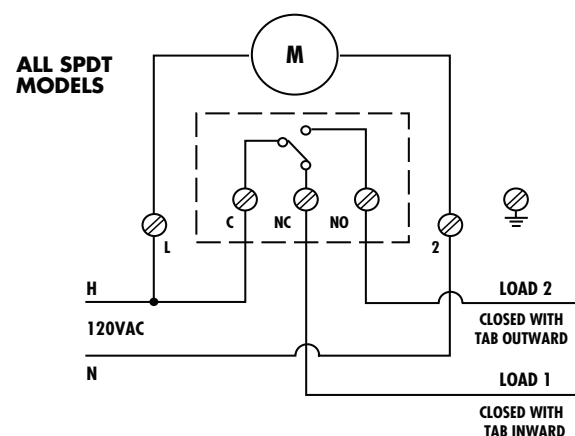 ALL SPDT
MODELS
M
C
NC
NO
L
2
H
120VAC
N
LOAD 2
CLOSED WITH
TAB OUTWARD
LOAD 1
CLOSED WITH
TAB INWARD